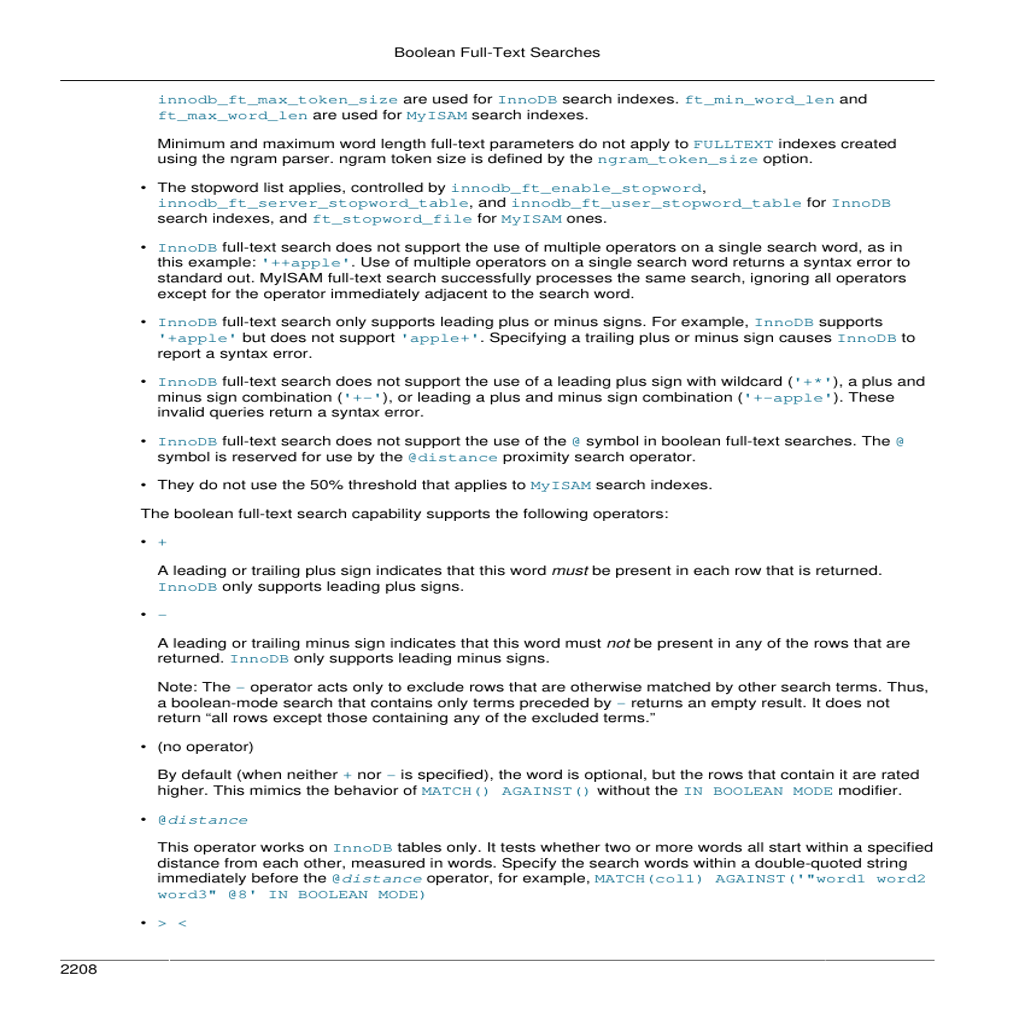 Boolean Full-Text Searches
innodb_ft_max_token_size are used for InnoDB search indexes. ft_min_word_len and
ft_max_word_len are used for MyISAM search indexes.
Minimum and maximum word length full-text parameters do not apply to FULLTEXT indexes created
using the ngram parser. ngram token size is defined by the ngram_token_size option.
• The stopword list applies, controlled by innodb_ft_enable_stopword,
innodb_ft_server_stopword_table, and innodb_ft_user_stopword_table for InnoDB
search indexes, and ft_stopword_file for MyISAM ones.
• InnoDB full-text search does not support the use of multiple operators on a single search word, as in
this example: '++apple'. Use of multiple operators on a single search word returns a syntax error to
standard out. MyISAM full-text search successfully processes the same search, ignoring all operators
except for the operator immediately adjacent to the search word.
• InnoDB full-text search only supports leading plus or minus signs. For example, InnoDB supports
'+apple' but does not support 'apple+'. Specifying a trailing plus or minus sign causes InnoDB to
report a syntax error.
• InnoDB full-text search does not support the use of a leading plus sign with wildcard ('+*'), a plus and
minus sign combination ('+-'), or leading a plus and minus sign combination ('+-apple'). These
invalid queries return a syntax error.
• InnoDB full-text search does not support the use of the @ symbol in boolean full-text searches. The @
symbol is reserved for use by the @distance proximity search operator.
• They do not use the 50% threshold that applies to MyISAM search indexes.
The boolean full-text search capability supports the following operators:
• +
A leading or trailing plus sign indicates that this word must be present in each row that is returned.
InnoDB only supports leading plus signs.
• -
A leading or trailing minus sign indicates that this word must not be present in any of the rows that are
returned. InnoDB only supports leading minus signs.
Note: The - operator acts only to exclude rows that are otherwise matched by other search terms. Thus,
a boolean-mode search that contains only terms preceded by - returns an empty result. It does not
return “all rows except those containing any of the excluded terms.”
• (no operator)
By default (when neither + nor - is specified), the word is optional, but the rows that contain it are rated
higher. This mimics the behavior of MATCH() AGAINST() without the IN BOOLEAN MODE modifier.
• @distance
This operator works on InnoDB tables only. It tests whether two or more words all start within a specified
distance from each other, measured in words. Specify the search words within a double-quoted string
immediately before the @distance operator, for example, MATCH(col1) AGAINST('"word1 word2
word3" @8' IN BOOLEAN MODE)
• > <
2208